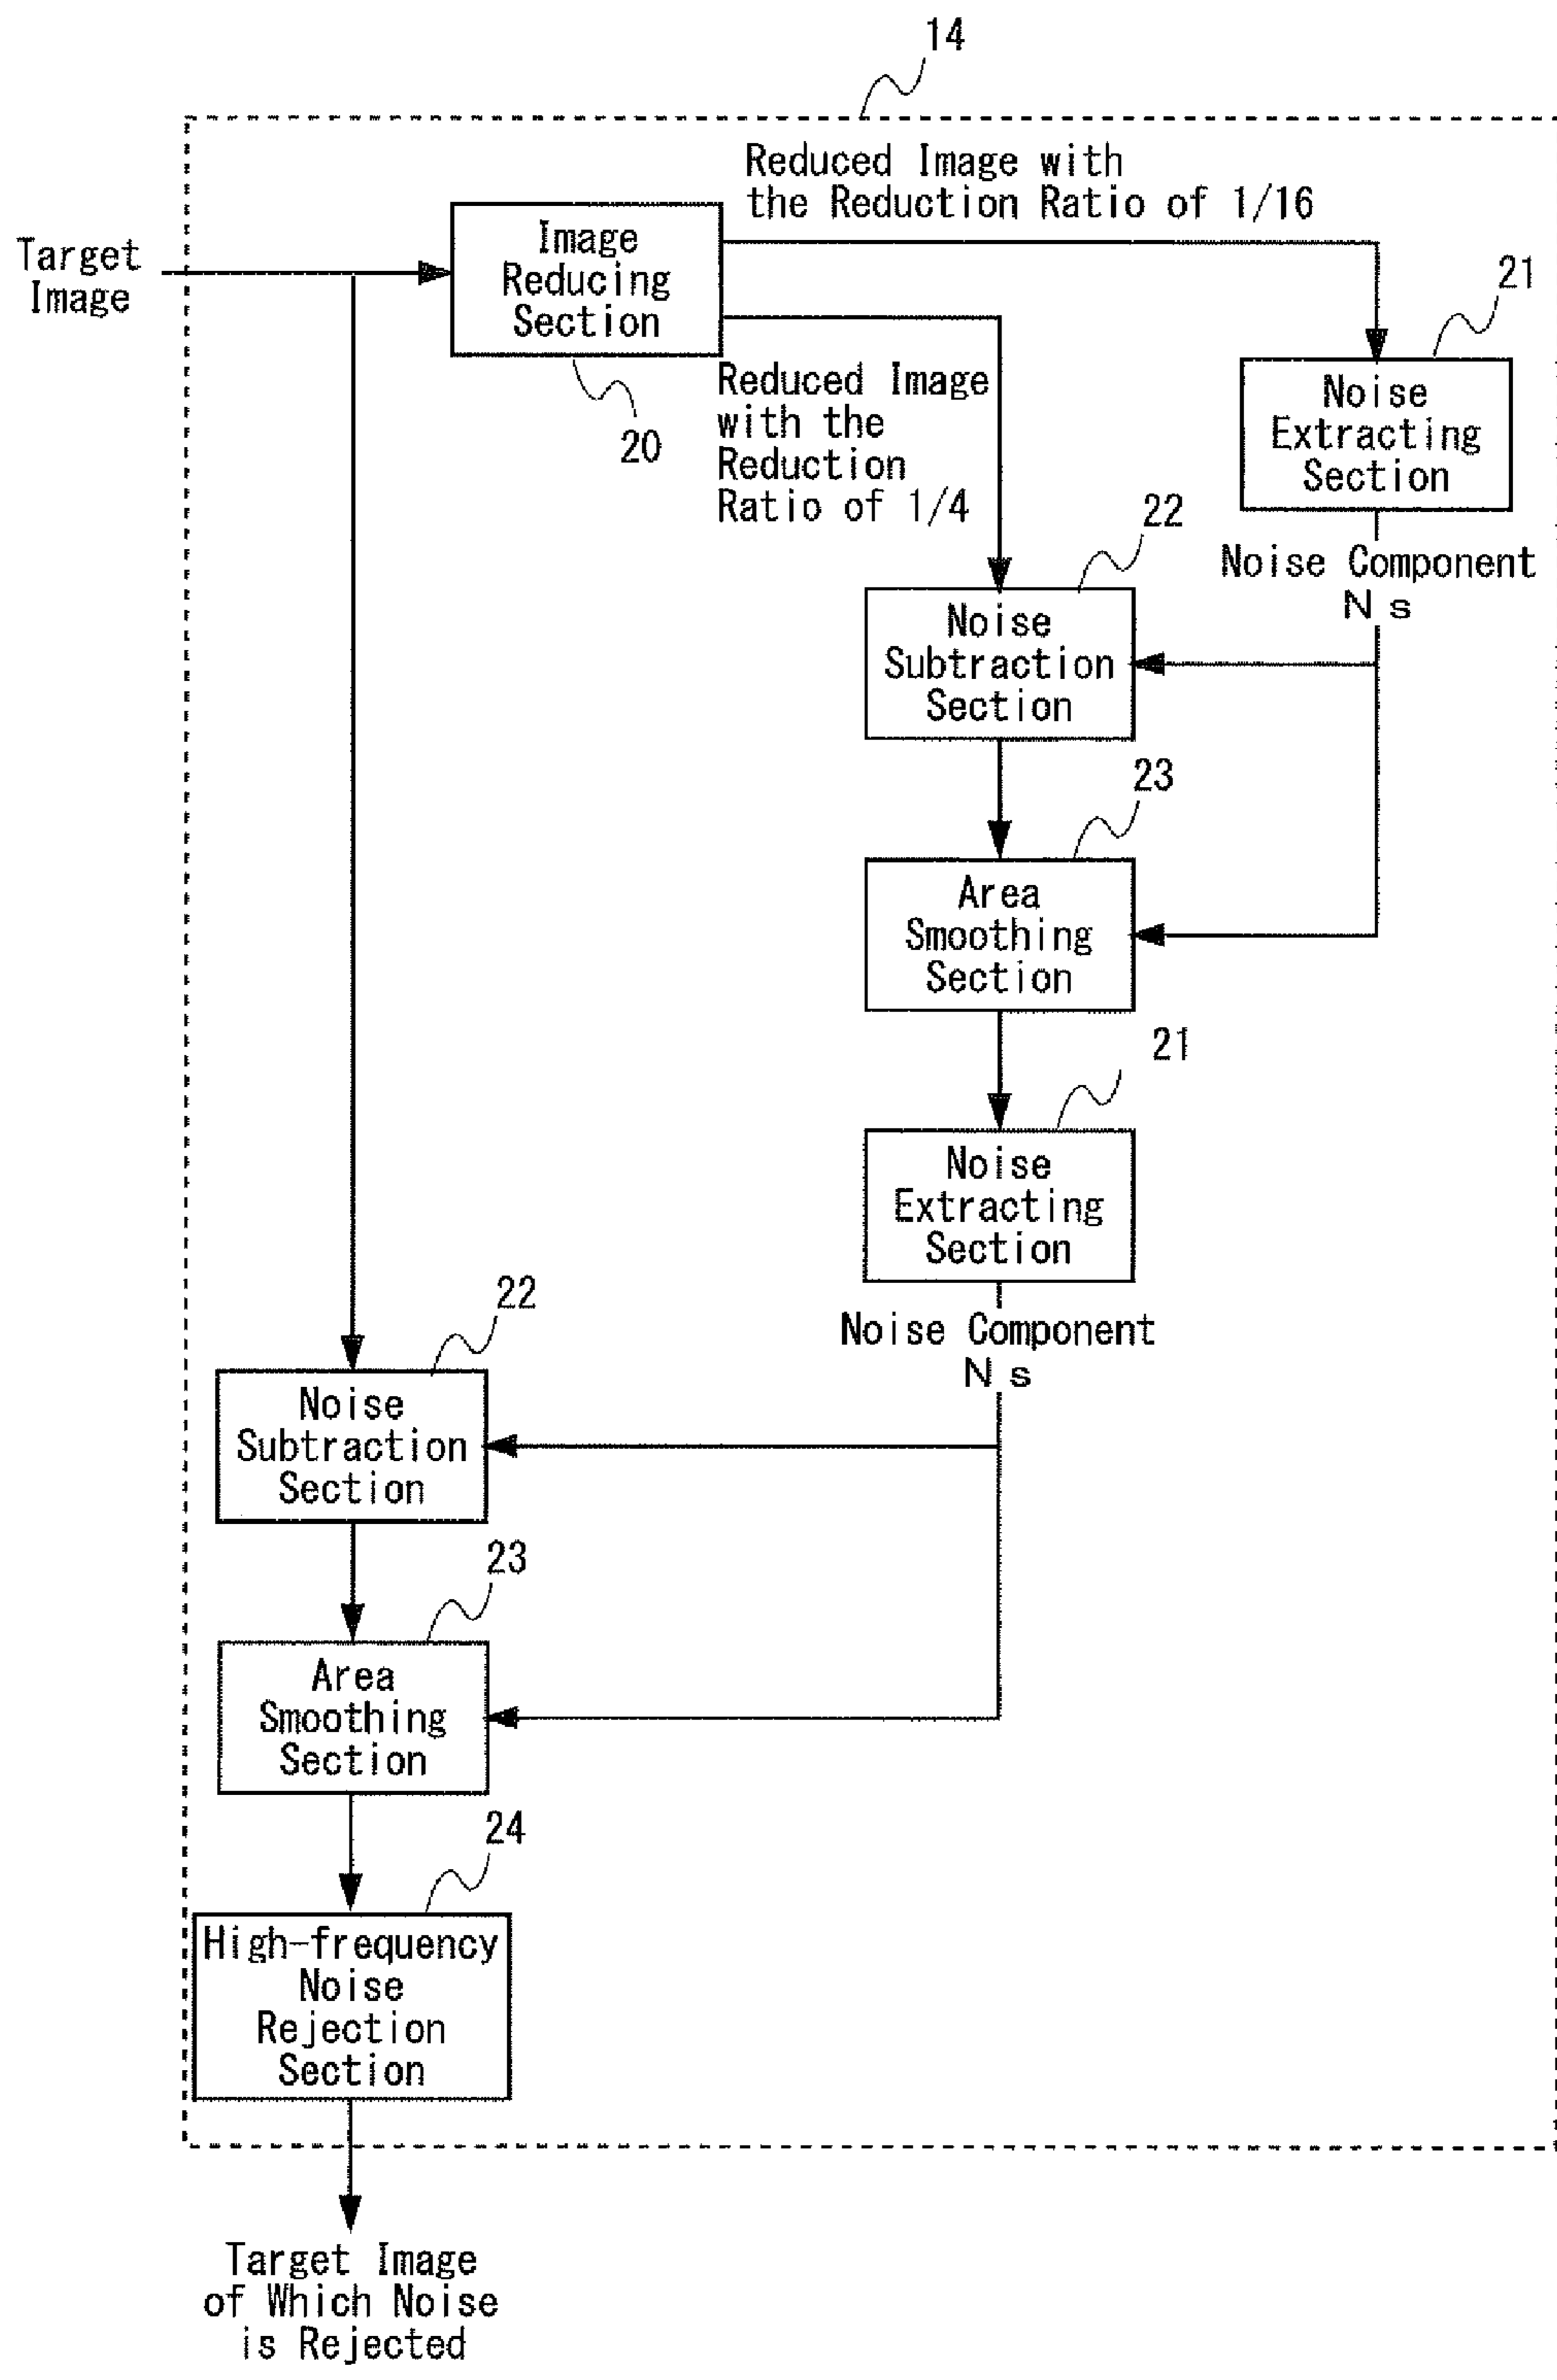 14
Reduced Image with
the Reduction Ratio of 1/16
Target
Image
Image
Reducing
Section
20
21
Reduced Image
with the
Reduction
Ratio of 1/4
Noise
Extracting
Section
22
Noise Component
Ns
Noise
Subtraction
Section
23
Area
Smoothing
Section
21
Noise
Extracting
Section
22
Noise Component
Ns
Noise
Subtraction
Section
23
Area
Smoothing
Section
24
High-frequency
Noise
Rejection
Section
Target Image
of Which Noise
is Rejected